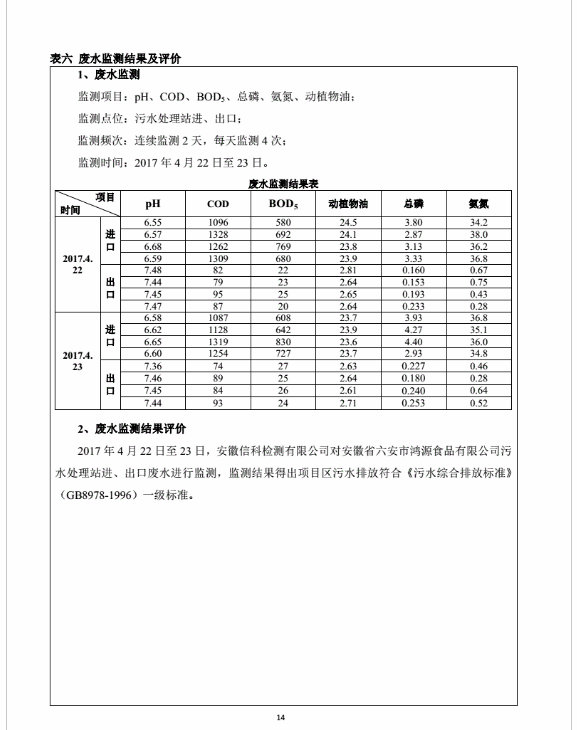 表六 废水监测结果及评价
1、废水监测
监测项目：pH、COD、BOD₅、总磷、氨氮、动植物油；
监测点位：污水处理站进、出口；
监测频次：连续监测 2 天，每天监测 4 次；
监测时间：2017 年 4 月 22 日至 23 日。
废水监测结果表
项目 时间 pH COD BOD₅ 动植物油 总磷 氨氮
2017.4.22 进口 6.55 1096 580 24.5 3.80 34.2
6.57 1328 692 24.1 2.87 38.0
6.68 1262 769 23.8 3.13 36.2
6.59 1309 680 23.9 3.33 36.8
出口 7.48 82 22 2.81 0.160 0.67
7.44 79 23 2.64 0.153 0.75
7.45 95 25 2.65 0.193 0.43
7.47 87 20 2.64 0.233 0.28
2017.4.23 进口 6.58 1087 608 23.7 3.93 36.8
6.62 1128 642 23.9 4.27 35.1
6.65 1319 830 23.6 4.40 36.0
6.60 1254 727 23.7 2.93 34.8
出口 7.36 74 27 2.63 0.227 0.46
7.46 89 25 2.64 0.180 0.28
7.45 84 26 2.61 0.240 0.64
7.44 93 24 2.71 0.253 0.52
2、废水监测结果评价
2017 年 4 月 22 日至 23 日，安徽信科检测有限公司对安徽省六安市鸿源食品有限公司污
水处理站进、出口废水进行监测，监测结果得出项目区污水排放符合《污水综合排放标准》
（GB8978-1996）一级标准。
14